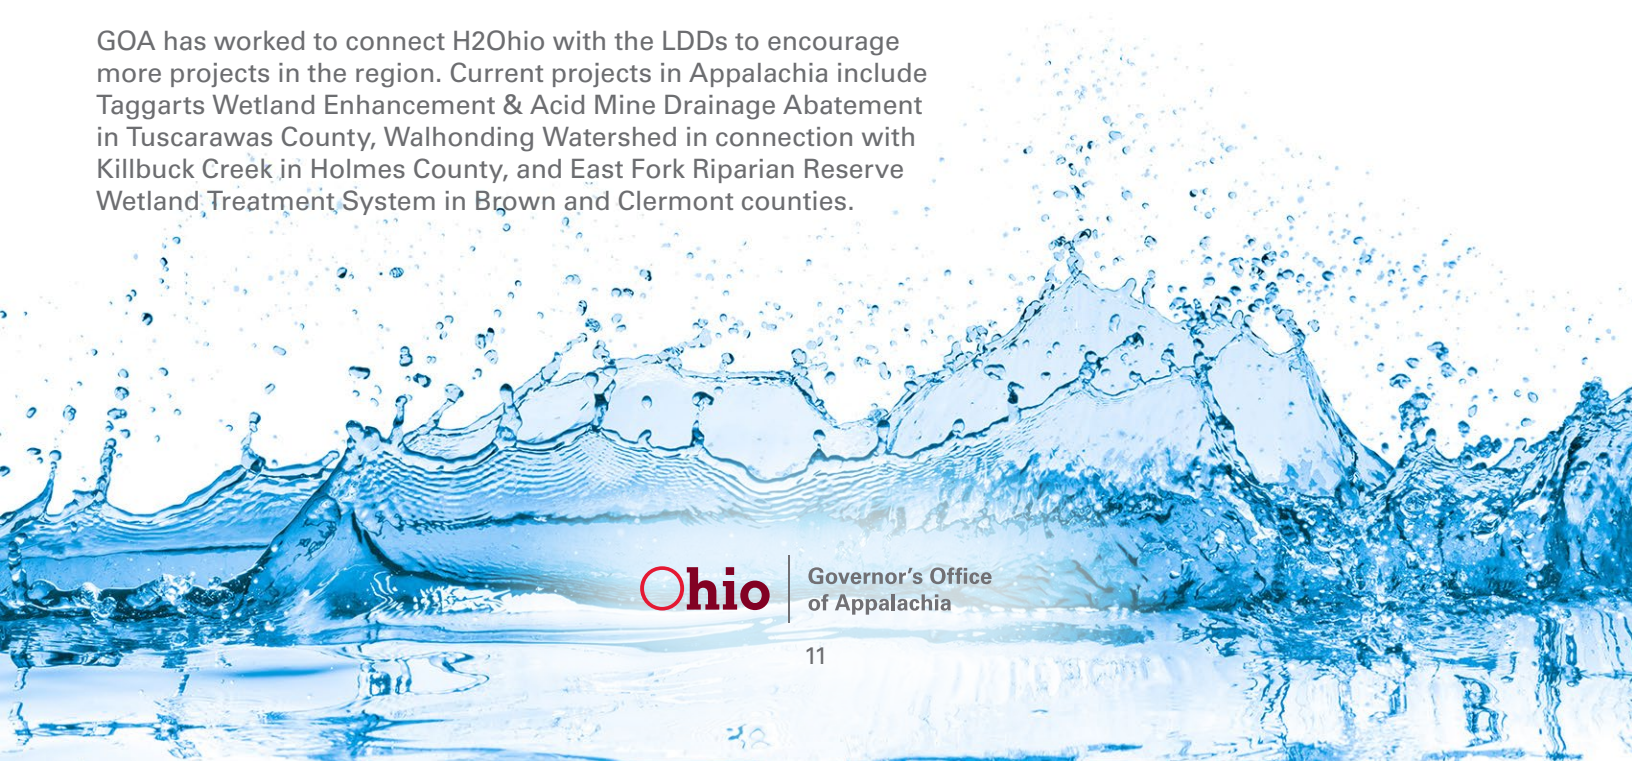 GOA has worked to connect H2Ohio with the LDDs to encourage
more projects in the region. Current projects in Appalachia include
Taggarts Wetland Enhancement & Acid Mine Drainage Abatement
in Tuscarawas County, Walhonding Watershed in connection with
Killbuck Creek in Holmes County, and East Fork Riparian Reserve
Wetland Treatment System in Brown and Clermont counties.
Ohio
Governor's Office
of Appalachia
11